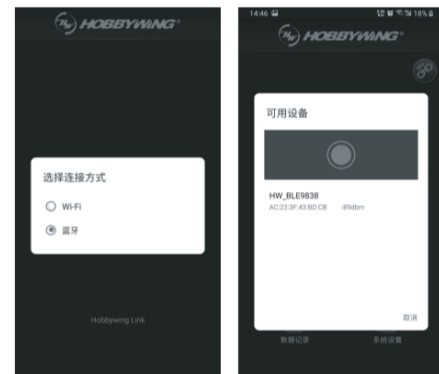 HOBBYWING
选择连接方式
Wi-Fi
蓝牙
Hobbywing Link
14:46
18%
HOBBYWING
可用设备
HW_BLE9838
AC:23:3F:43:BD:CB -89dbm
取消
数据记录
系统设置